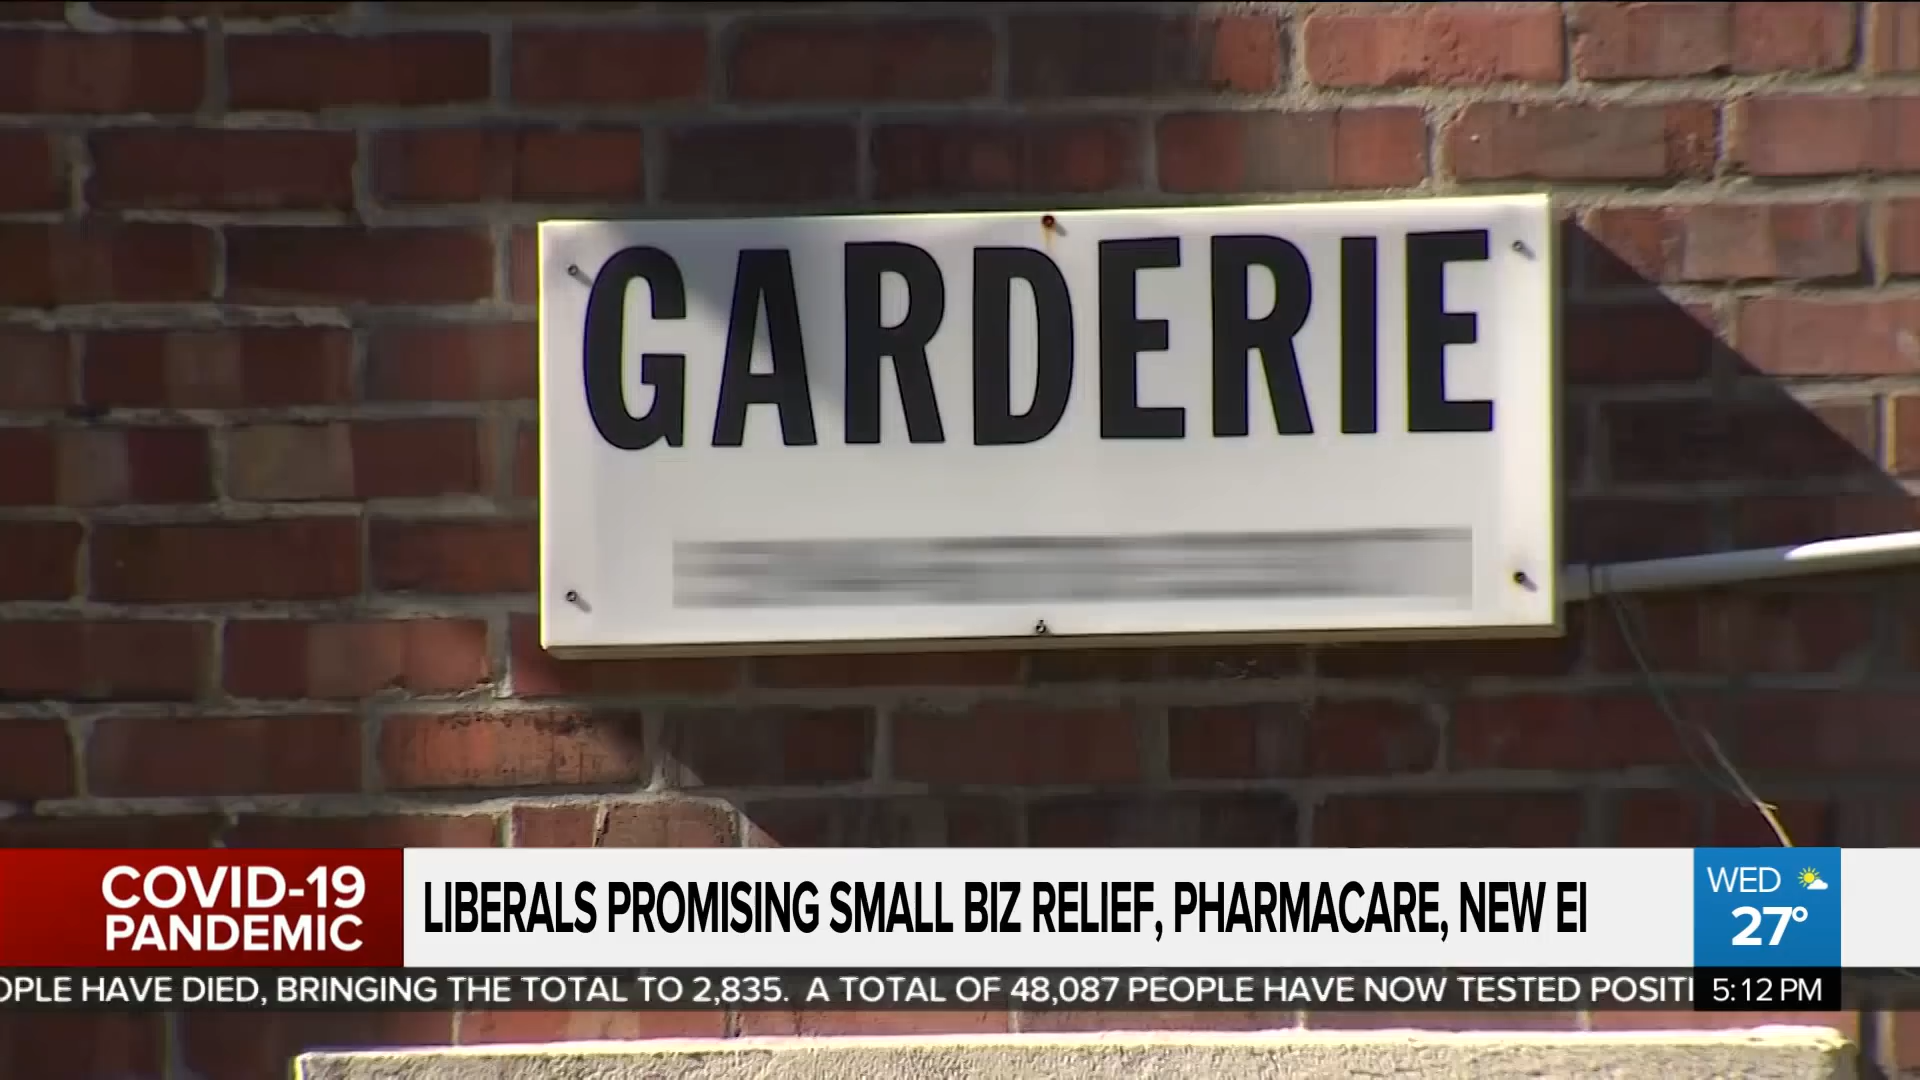 GARDERIE
COVID-19
PANDEMIC
LIBERALS PROMISING SMALL BIZ RELIEF, PHARMACARE, NEW EI
WED
27°
OPLE HAVE DIED, BRINGING THE TOTAL TO 2,835. A TOTAL OF 48,087 PEOPLE HAVE NOW TESTED POSITI
5:12 PM